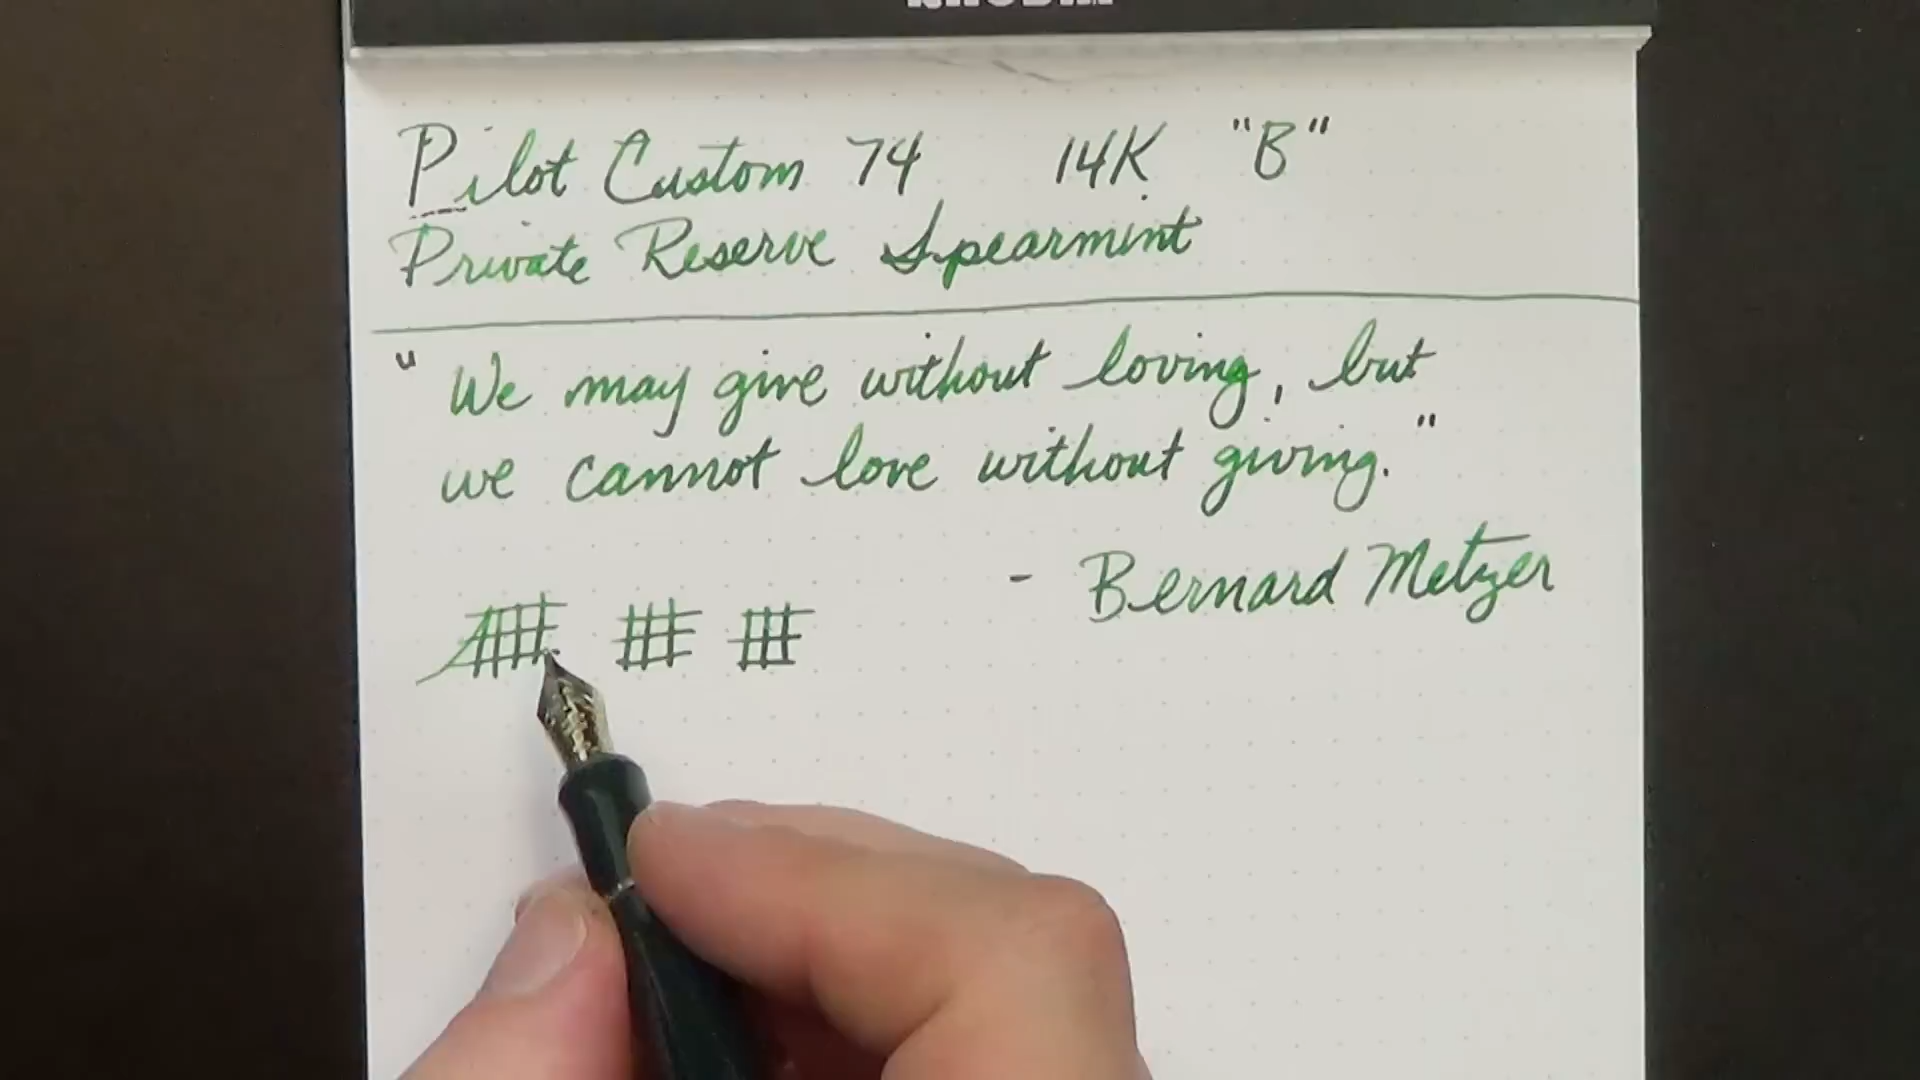 Pilot Custom 74 14K "B"
Private Reserve Spearmint
"We may give without loving, but
we cannot love without giving."
- Bernard Metzer